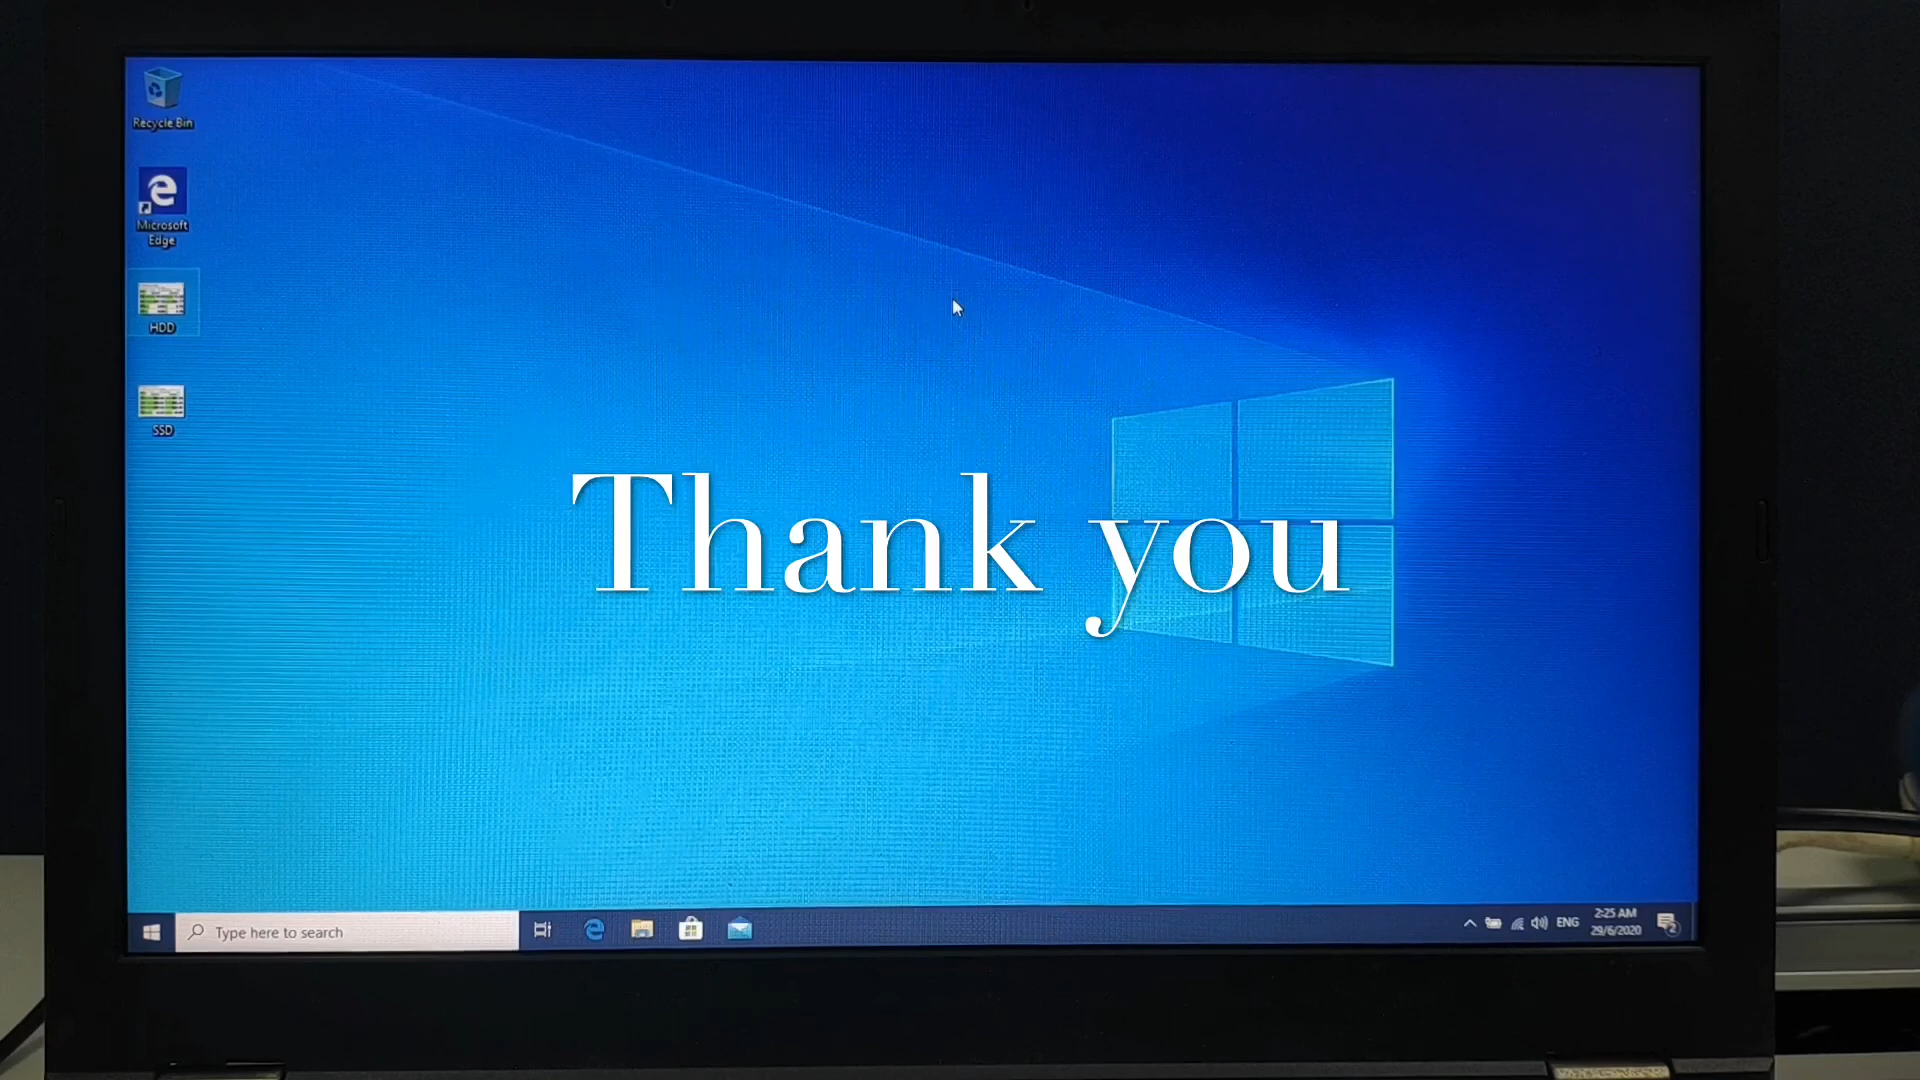 Recycle Bin
Microsoft
Edge
HDD
SSD
Thank you
Type here to search
ENG
2:25 AM
29/6/2020
2